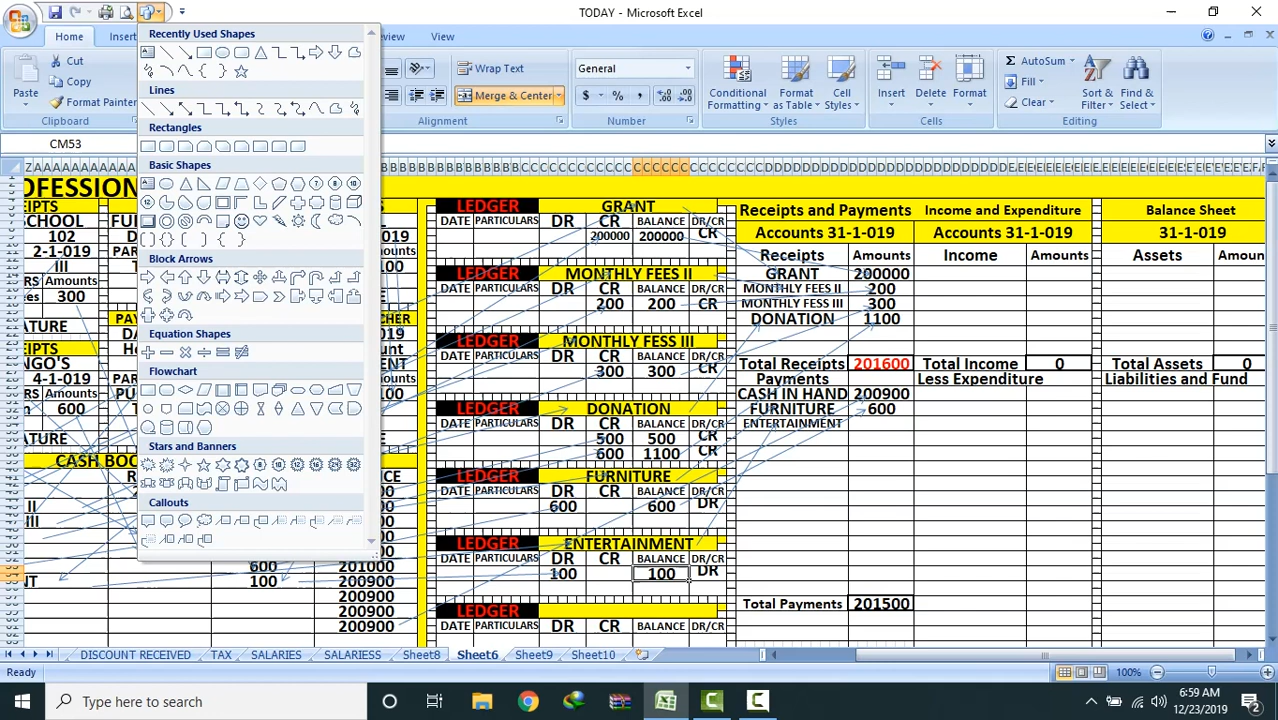 TODAY - Microsoft Excel
Home
Inser
eview
View
Paste
Cut
Copy
Format Painter
Clipboard
Wrap Text
Merge & Center
Alignment
General
$ % ,
Number
Conditional Formatting
Format as Table
Cell Styles
Styles
Insert
Delete
Format
Cells
AutoSum
Fill
Clear
Sort & Filter
Find & Select
Editing
CM53
Recently Used Shapes
Lines
Rectangles
Basic Shapes
Block Arrows
Equation Shapes
Flowchart
Stars and Banners
Callouts
OFESSION
SCHOOL
102
2-1-019
III
300
NGO'S
4-1-019
600
CASH BOO
600
201000
100
200900
200900
200900
200900
LEDGER GRANT
DATE PARTICULARS DR CR BALANCE DR/CR
200000 200000 CR
LEDGER MONTHLY FEES II
DATE PARTICULARS DR CR BALANCE DR/CR
200 200 CR
LEDGER MONTHLY FESS III
DATE PARTICULARS DR CR BALANCE DR/CR
300 300 CR
LEDGER DONATION
DATE PARTICULARS DR CR BALANCE DR/CR
500 500 CR
600 1100 CR
LEDGER FURNITURE
DATE PARTICULARS DR CR BALANCE DR/CR
600 600 DR
LEDGER ENTERTAINMENT
DATE PARTICULARS DR CR BALANCE DR/CR
100 100 DR
LEDGER
DATE PARTICULARS DR CR BALANCE DR/CR
Receipts and Payments Income and Expenditure Balance Sheet
Accounts 31-1-019 Accounts 31-1-019 31-1-019
Receipts Amounts Income Amounts Assets Amoun
GRANT 200000
MONTHLY FEES II 200
MONTHLY FESS III 300
DONATION 1100
Total Receipts 201600 Total Income 0 Total Assets 0
Payments Less Expenditure Liabilities and Fund
CASH IN HAND 200900
FURNITURE 600
ENTERTAINMENT
Total Payments 201500
DISCOUNT RECEIVED TAX SALARIES SALARIESS Sheet8 Sheet6 Sheet9 Sheet10
Ready
100%
Type here to search
6:59 AM
12/23/2019
2